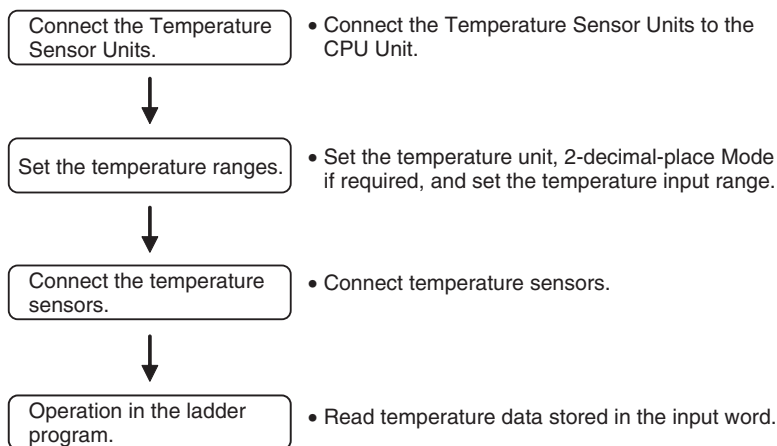 Connect the Temperature
Sensor Units.
• Connect the Temperature Sensor Units to the
CPU Unit.
Set the temperature ranges.
• Set the temperature unit, 2-decimal-place Mode
if required, and set the temperature input range.
Connect the temperature
sensors.
• Connect temperature sensors.
Operation in the ladder
program.
• Read temperature data stored in the input word.